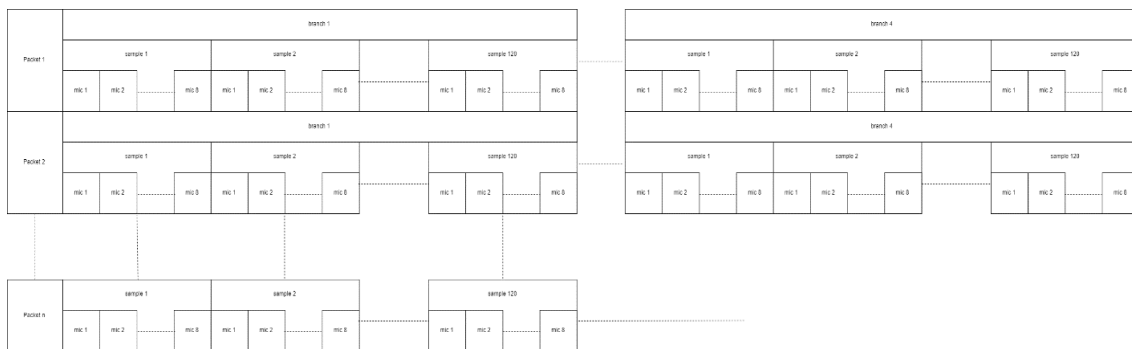 branch 1 branch 4
sample 1 sample 2 sample 120 sample 1 sample 2 sample 120
Packet 1
mic 1 mic 2 mic 8 mic 1 mic 2 mic 8 mic 1 mic 2 mic 8 mic 1 mic 2 mic 8 mic 1 mic 2 mic 8 mic 1 mic 2 mic 8
branch 1 branch 4
sample 1 sample 2 sample 120 sample 1 sample 2 sample 120
Packet 2
mic 1 mic 2 mic 8 mic 1 mic 2 mic 8 mic 1 mic 2 mic 8 mic 1 mic 2 mic 8 mic 1 mic 2 mic 8 mic 1 mic 2 mic 8
sample 1 sample 2 sample 120
Packet n
mic 1 mic 2 mic 8 mic 1 mic 2 mic 8 mic 1 mic 2 mic 8